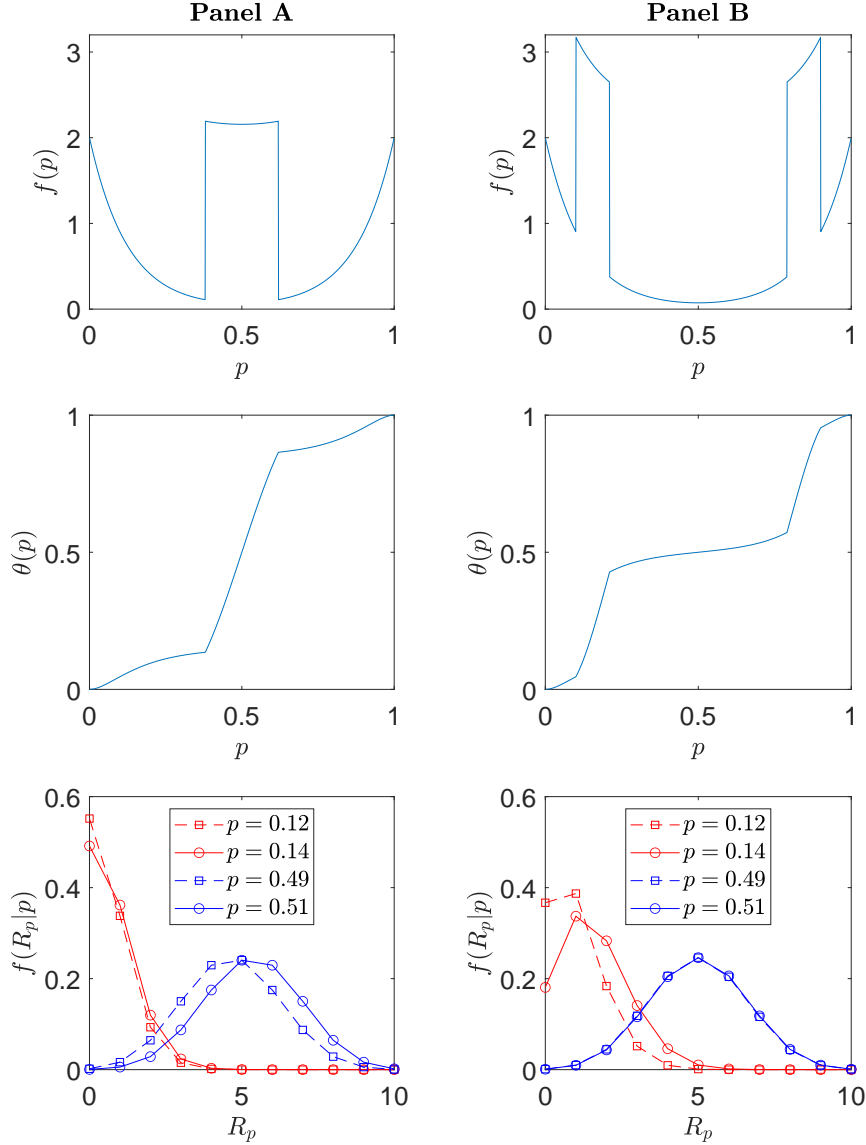 Panel A
3
2
1
0
f(p)
0
0.5
1
p
Panel B
3
2
1
0
f(p)
0
0.5
1
p
1
0.5
0
θ(p)
0
0.5
1
p
1
0.5
0
θ(p)
0
0.5
1
p
0.6
0.4
0.2
0
f(R_p|p)
p = 0.12
p = 0.14
p = 0.49
p = 0.51
0
5
10
R_p
0.6
0.4
0.2
0
f(R_p|p)
p = 0.12
p = 0.14
p = 0.49
p = 0.51
0
5
10
R_p